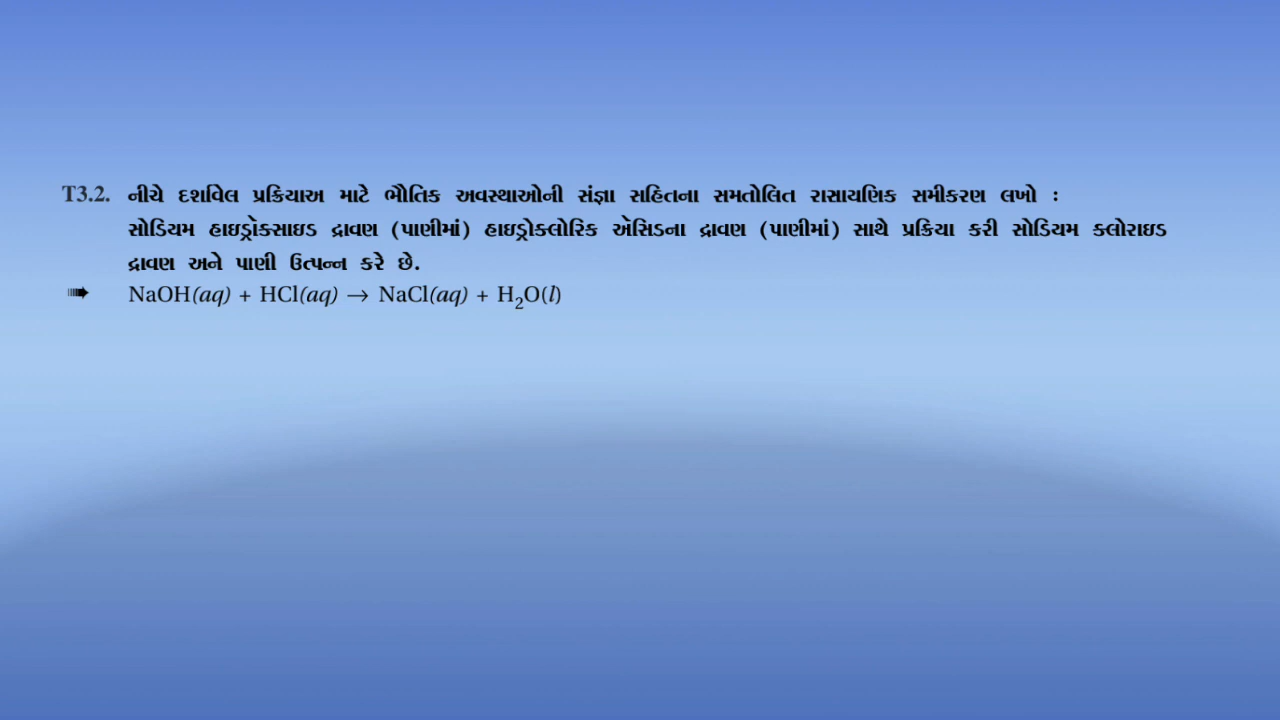 T3.2. નીચે દર્શાવેલ પ્રક્રિયાઅ માટે ભૌતિક અવસ્થાઓની સંજ્ઞા સહિતના સમતોલિત રાસાયણિક સમીકરણ લખો :
સોડિયમ હાઇડ્રૉક્સાઇડ દ્રાવણ (પાણીમાં) હાઇડ્રોક્લોરિક ઍસિડના દ્રાવણ (પાણીમાં) સાથે પ્રક્રિયા કરી સોડિયમ ક્લોરાઇડ
દ્રાવણ અને પાણી ઉત્પન્ન કરે છે.
➠ NaOH(aq) + HCl(aq) → NaCl(aq) + H₂O(l)